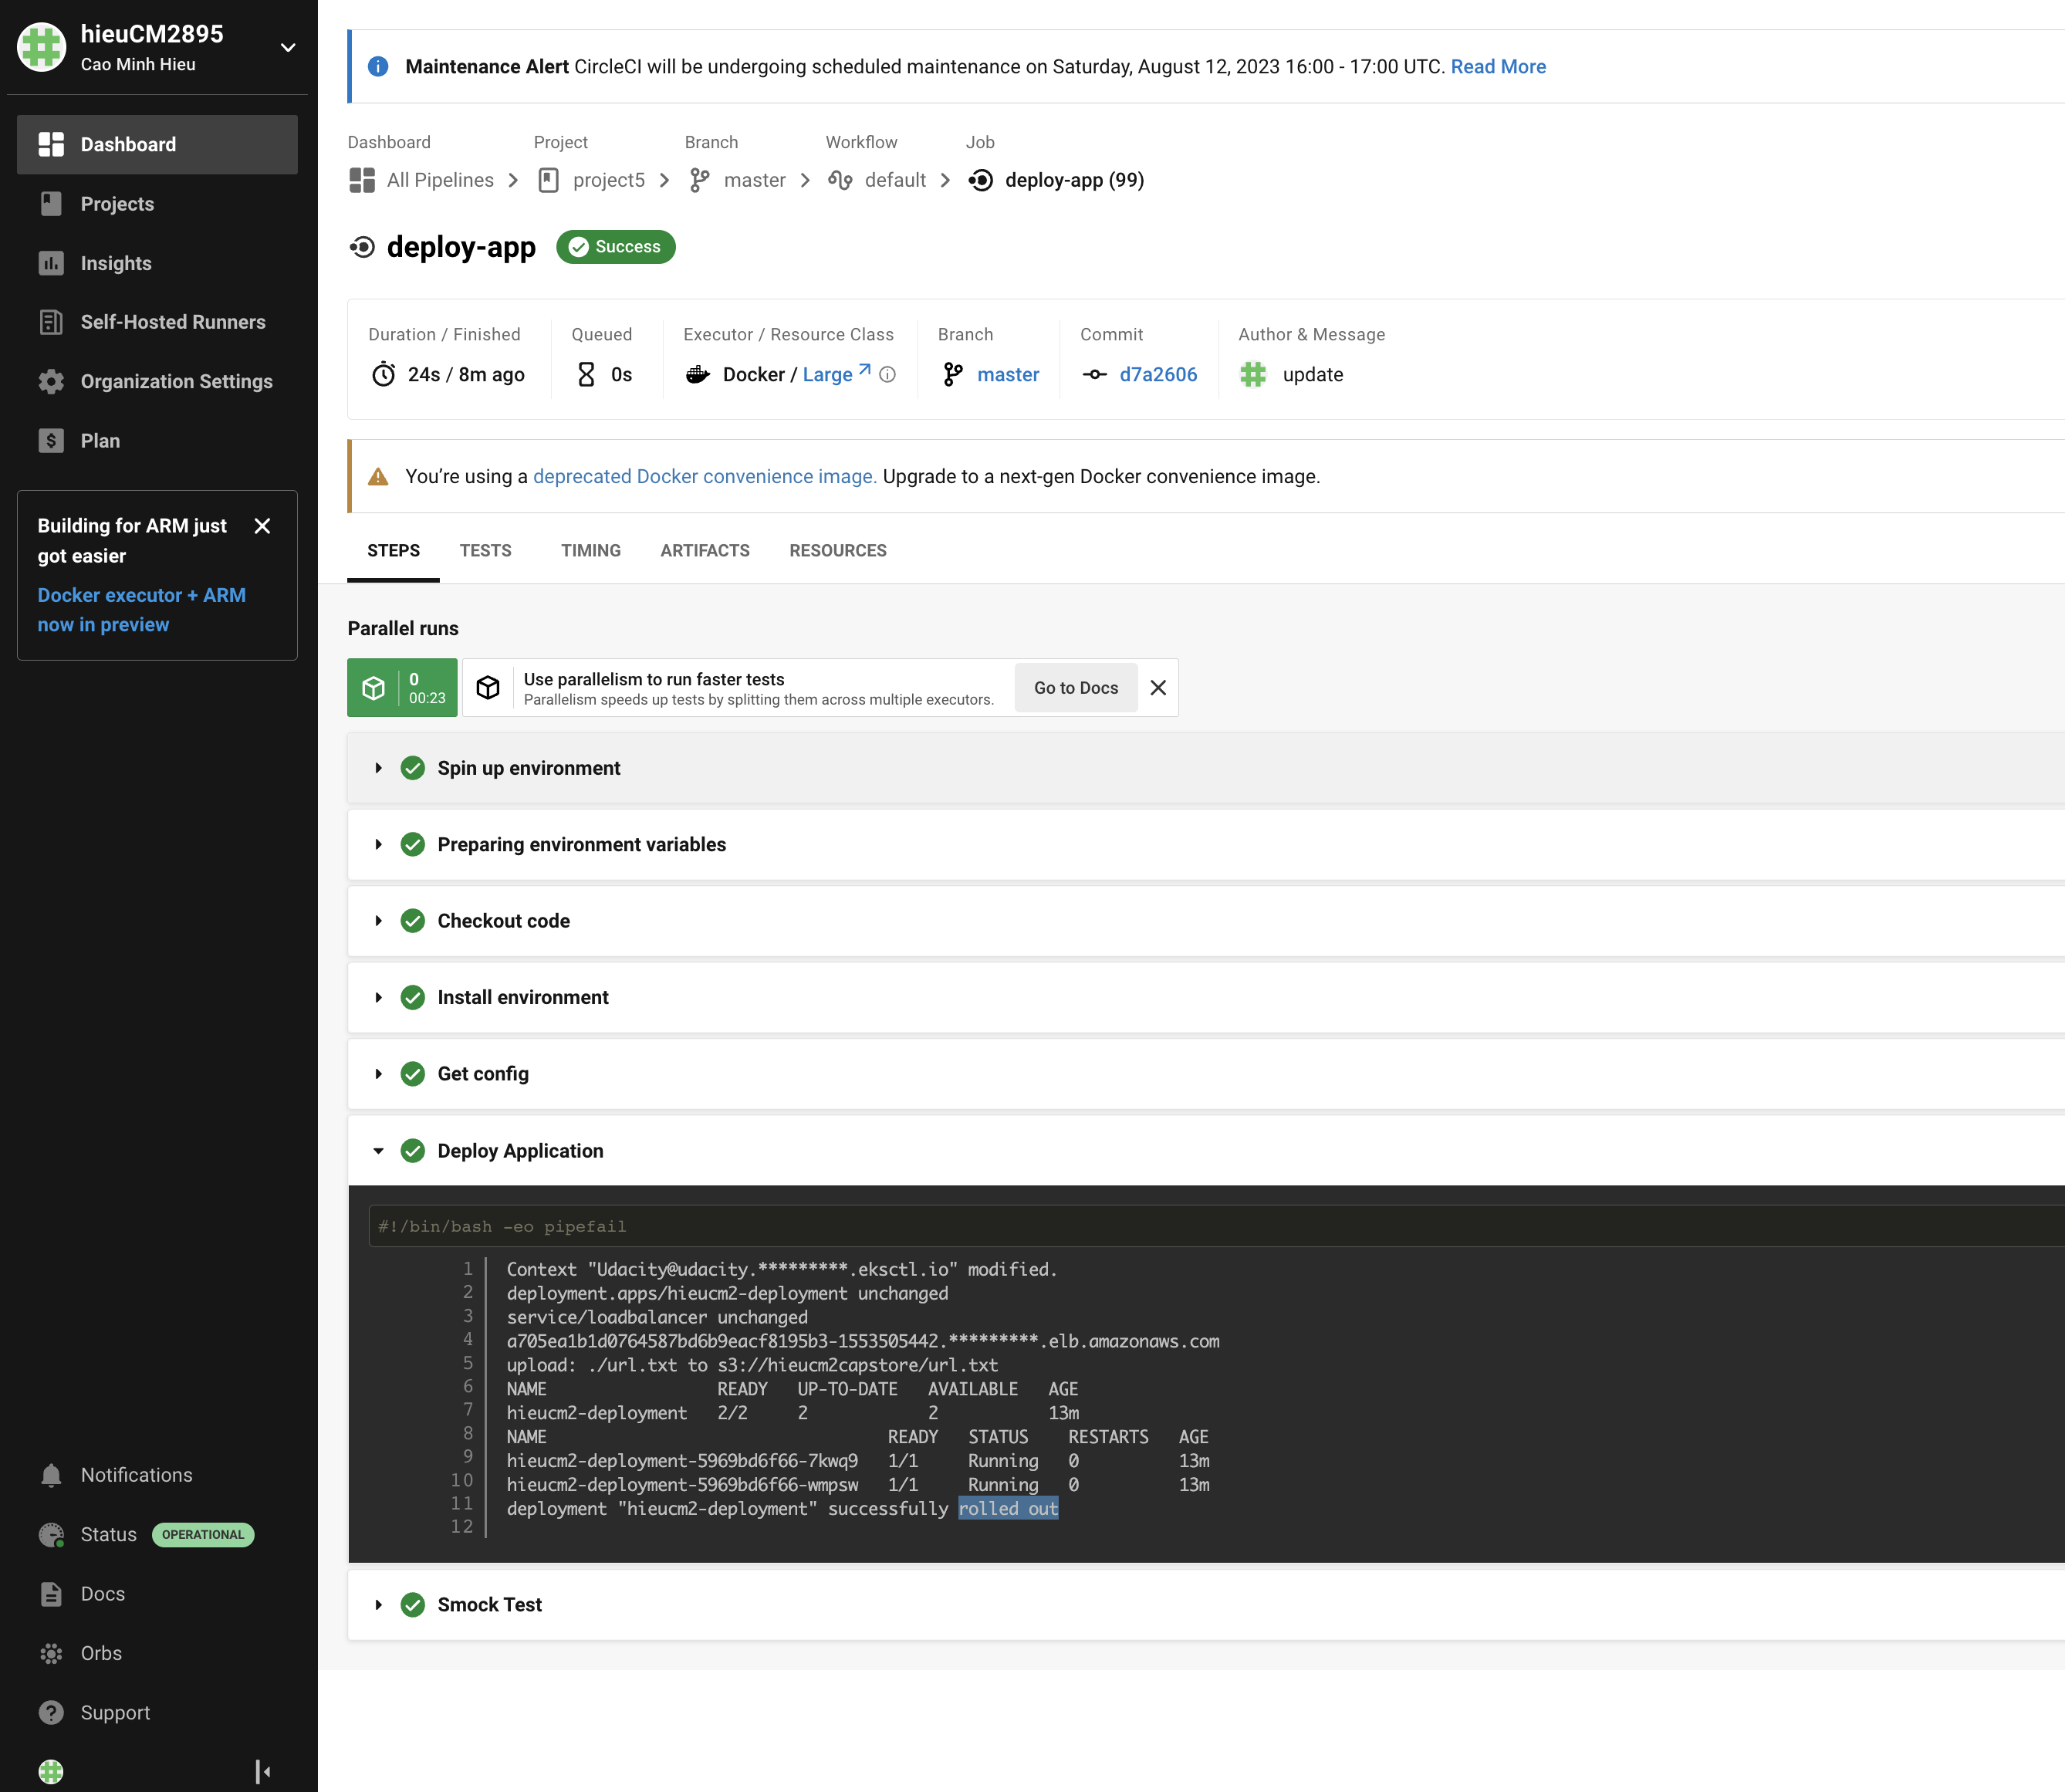 hieuCM2895
Cao Minh Hieu
Dashboard
Projects
Insights
Self-Hosted Runners
Organization Settings
Plan
Building for ARM just
got easier
Docker executor + ARM
now in preview
Notifications
Status OPERATIONAL
Docs
Orbs
Support
Maintenance Alert CircleCI will be undergoing scheduled maintenance on Saturday, August 12, 2023 16:00 - 17:00 UTC. Read More
Dashboard Project Branch Workflow Job
All Pipelines project5 master default deploy-app (99)
deploy-app Success
Duration / Finished Queued Executor / Resource Class Branch Commit Author & Message
24s / 8m ago 0s Docker / Large master d7a2606 update
You’re using a deprecated Docker convenience image. Upgrade to a next-gen Docker convenience image.
STEPS TESTS TIMING ARTIFACTS RESOURCES
Parallel runs
0
00:23
Use parallelism to run faster tests
Parallelism speeds up tests by splitting them across multiple executors.
Go to Docs
Spin up environment
Preparing environment variables
Checkout code
Install environment
Get config
Deploy Application
#!/bin/bash -eo pipefail
1 Context "Udacity@udacity.*********.eksctl.io" modified.
2 deployment.apps/hieucm2-deployment unchanged
3 service/loadbalancer unchanged
4 a705ea1b1d0764587bd6b9eacf8195b3-1553505442.*********.elb.amazonaws.com
5 upload: ./url.txt to s3://hieucm2capstore/url.txt
6 NAME READY UP-TO-DATE AVAILABLE AGE
7 hieucm2-deployment 2/2 2 2 13m
8 NAME READY STATUS RESTARTS AGE
9 hieucm2-deployment-5969bd6f66-7kwq9 1/1 Running 0 13m
10 hieucm2-deployment-5969bd6f66-wmpsw 1/1 Running 0 13m
11 deployment "hieucm2-deployment" successfully rolled out
12
Smock Test